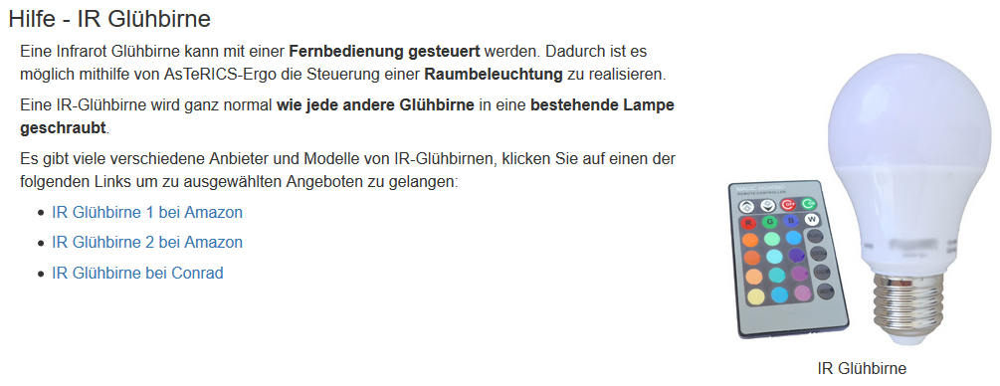 Hilfe - IR Glühbirne
Eine Infrarot Glühbirne kann mit einer Fernbedienung gesteuert werden. Dadurch ist es
möglich mithilfe von AsTeRICS-Ergo die Steuerung einer Raumbeleuchtung zu realisieren.
Eine IR-Glühbirne wird ganz normal wie jede andere Glühbirne in eine bestehende Lampe
geschraubt.
Es gibt viele verschiedene Anbieter und Modelle von IR-Glühbirnen, klicken Sie auf einen der
folgenden Links um zu ausgewählten Angeboten zu gelangen:
IR Glühbirne 1 bei Amazon
IR Glühbirne 2 bei Amazon
IR Glühbirne bei Conrad
REMOTE CONTROLLER
R G B W
IR Glühbirne